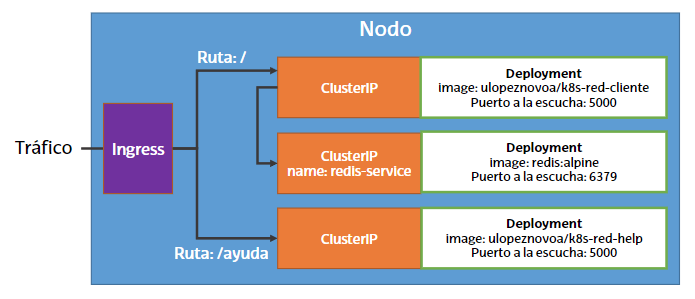 Nodo
Ruta: /
ClusterIP
Deployment
image: ulopeznovoa/k8s-red-cliente
Puerto a la escucha: 5000
Tráfico
Ingress
ClusterIP
name: redis-service
Deployment
image: redis:alpine
Puerto a la escucha: 6379
Ruta: /ayuda
ClusterIP
Deployment
image: ulopeznovoa/k8s-red-help
Puerto a la escucha: 5000